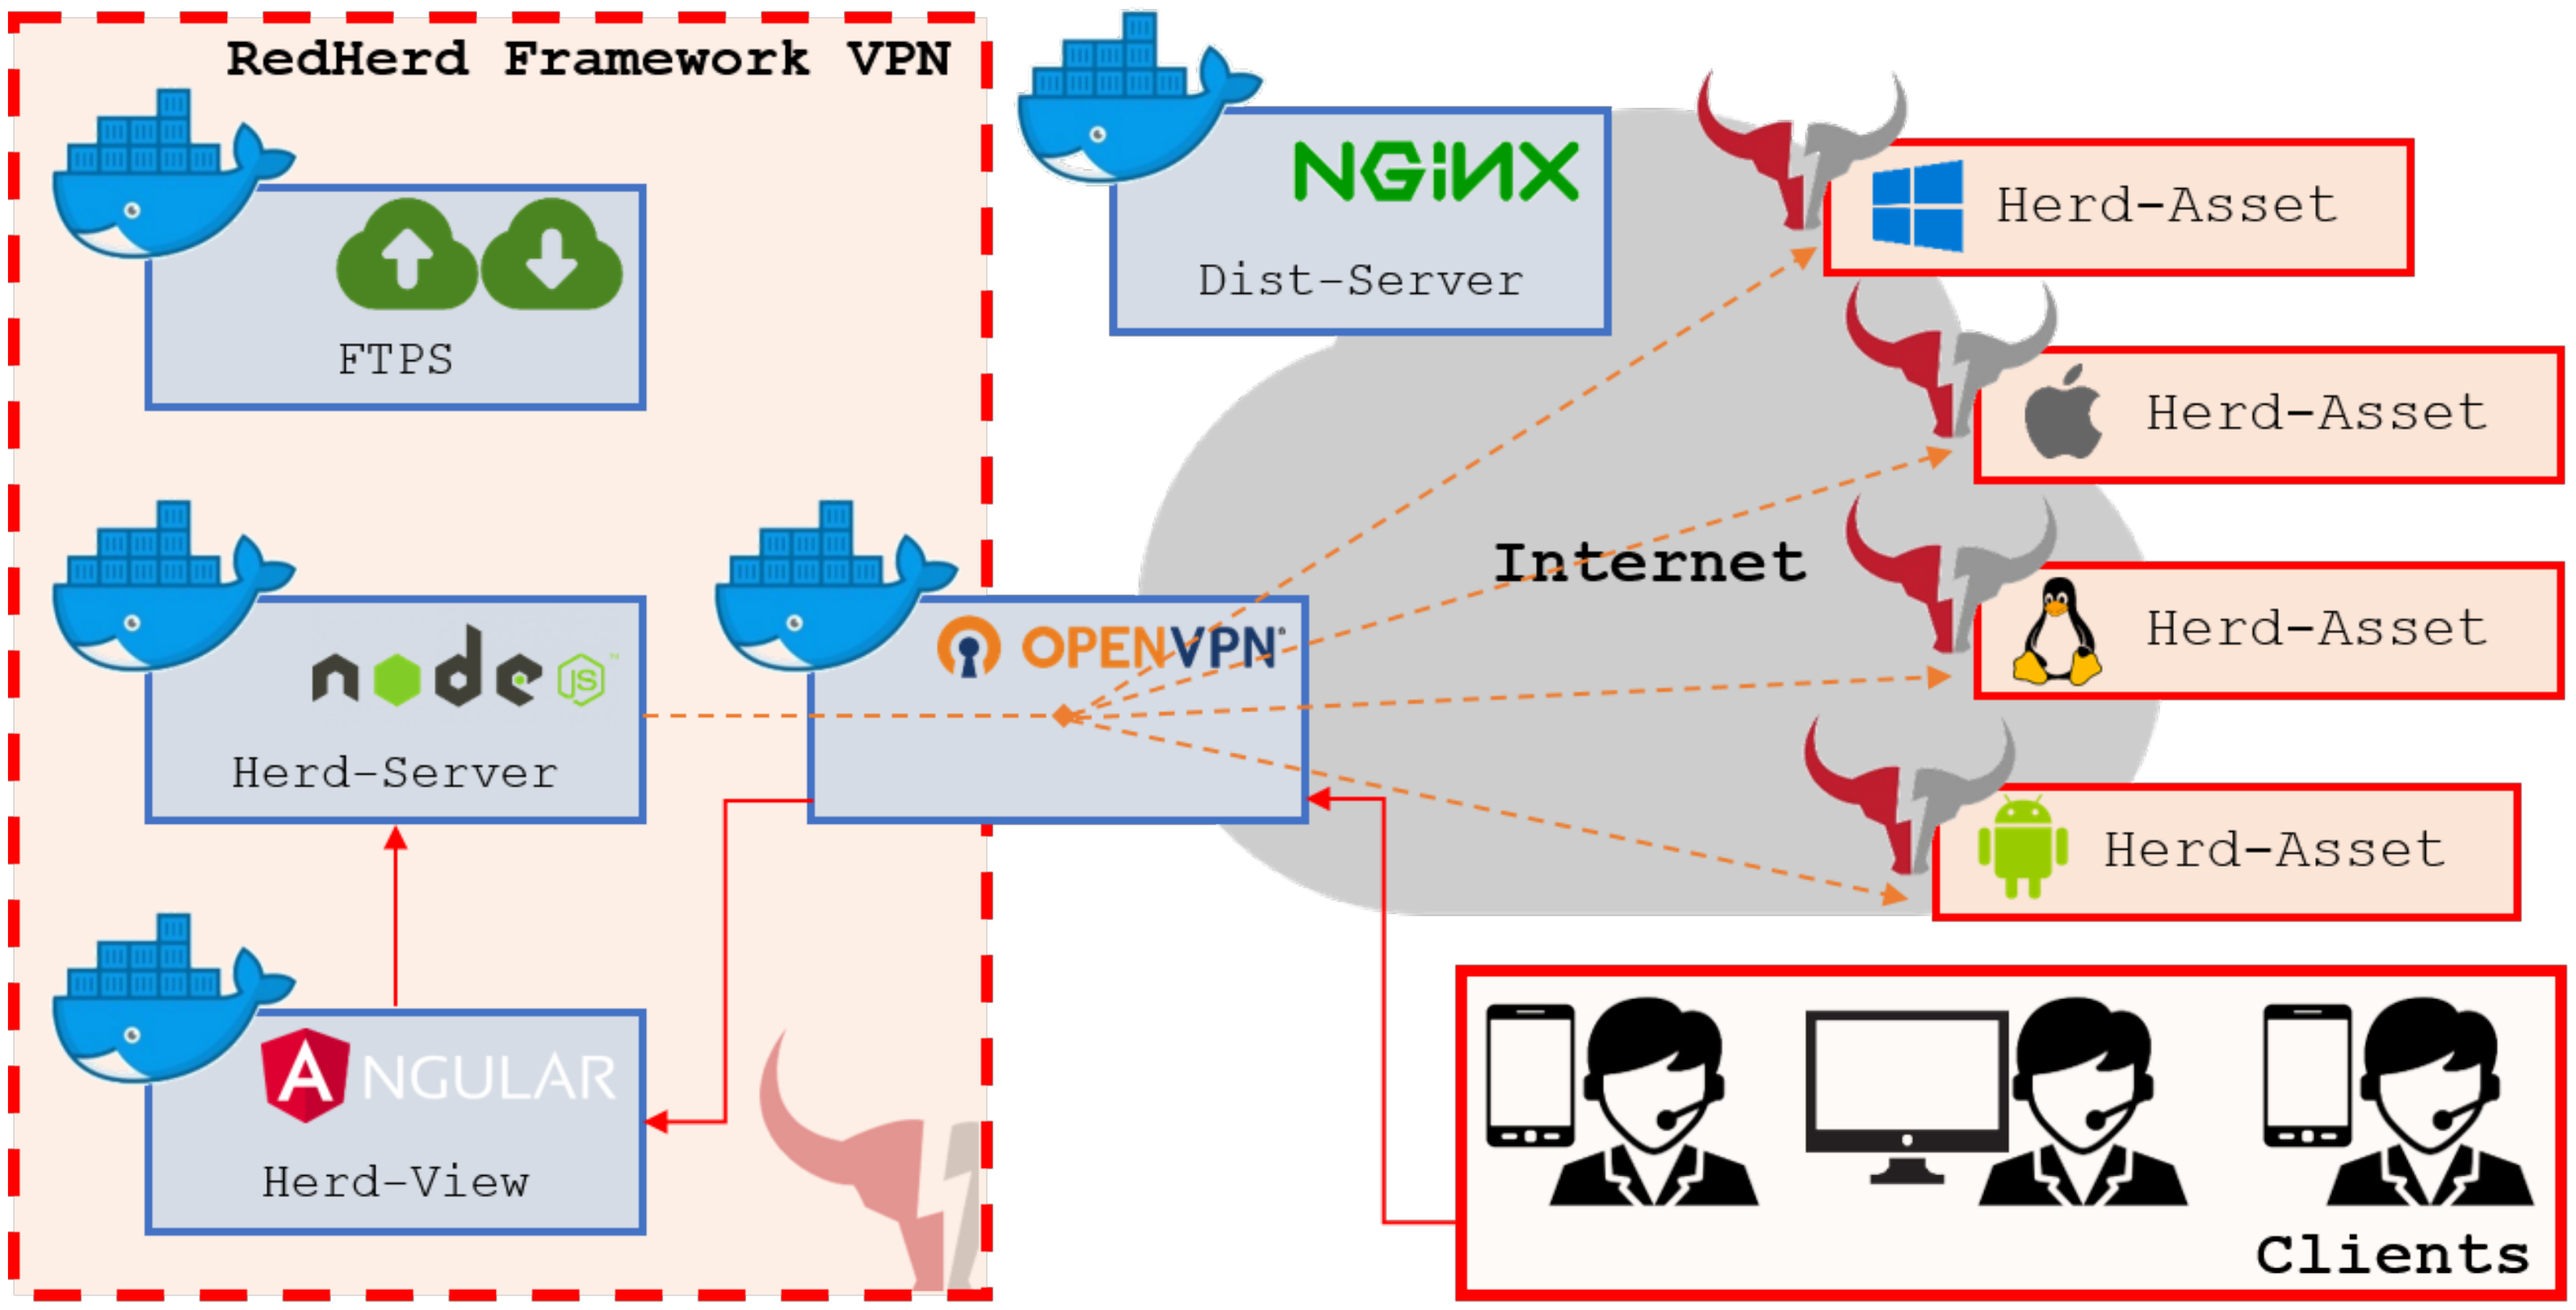 RedHerd Framework VPN
FTPS
NGiNX
Dist-Server
Herd-Asset
Herd-Asset
Internet
Herd-Asset
node JS
Herd-Server
OPENVPN
Herd-Asset
ANGULAR
Herd-View
Clients